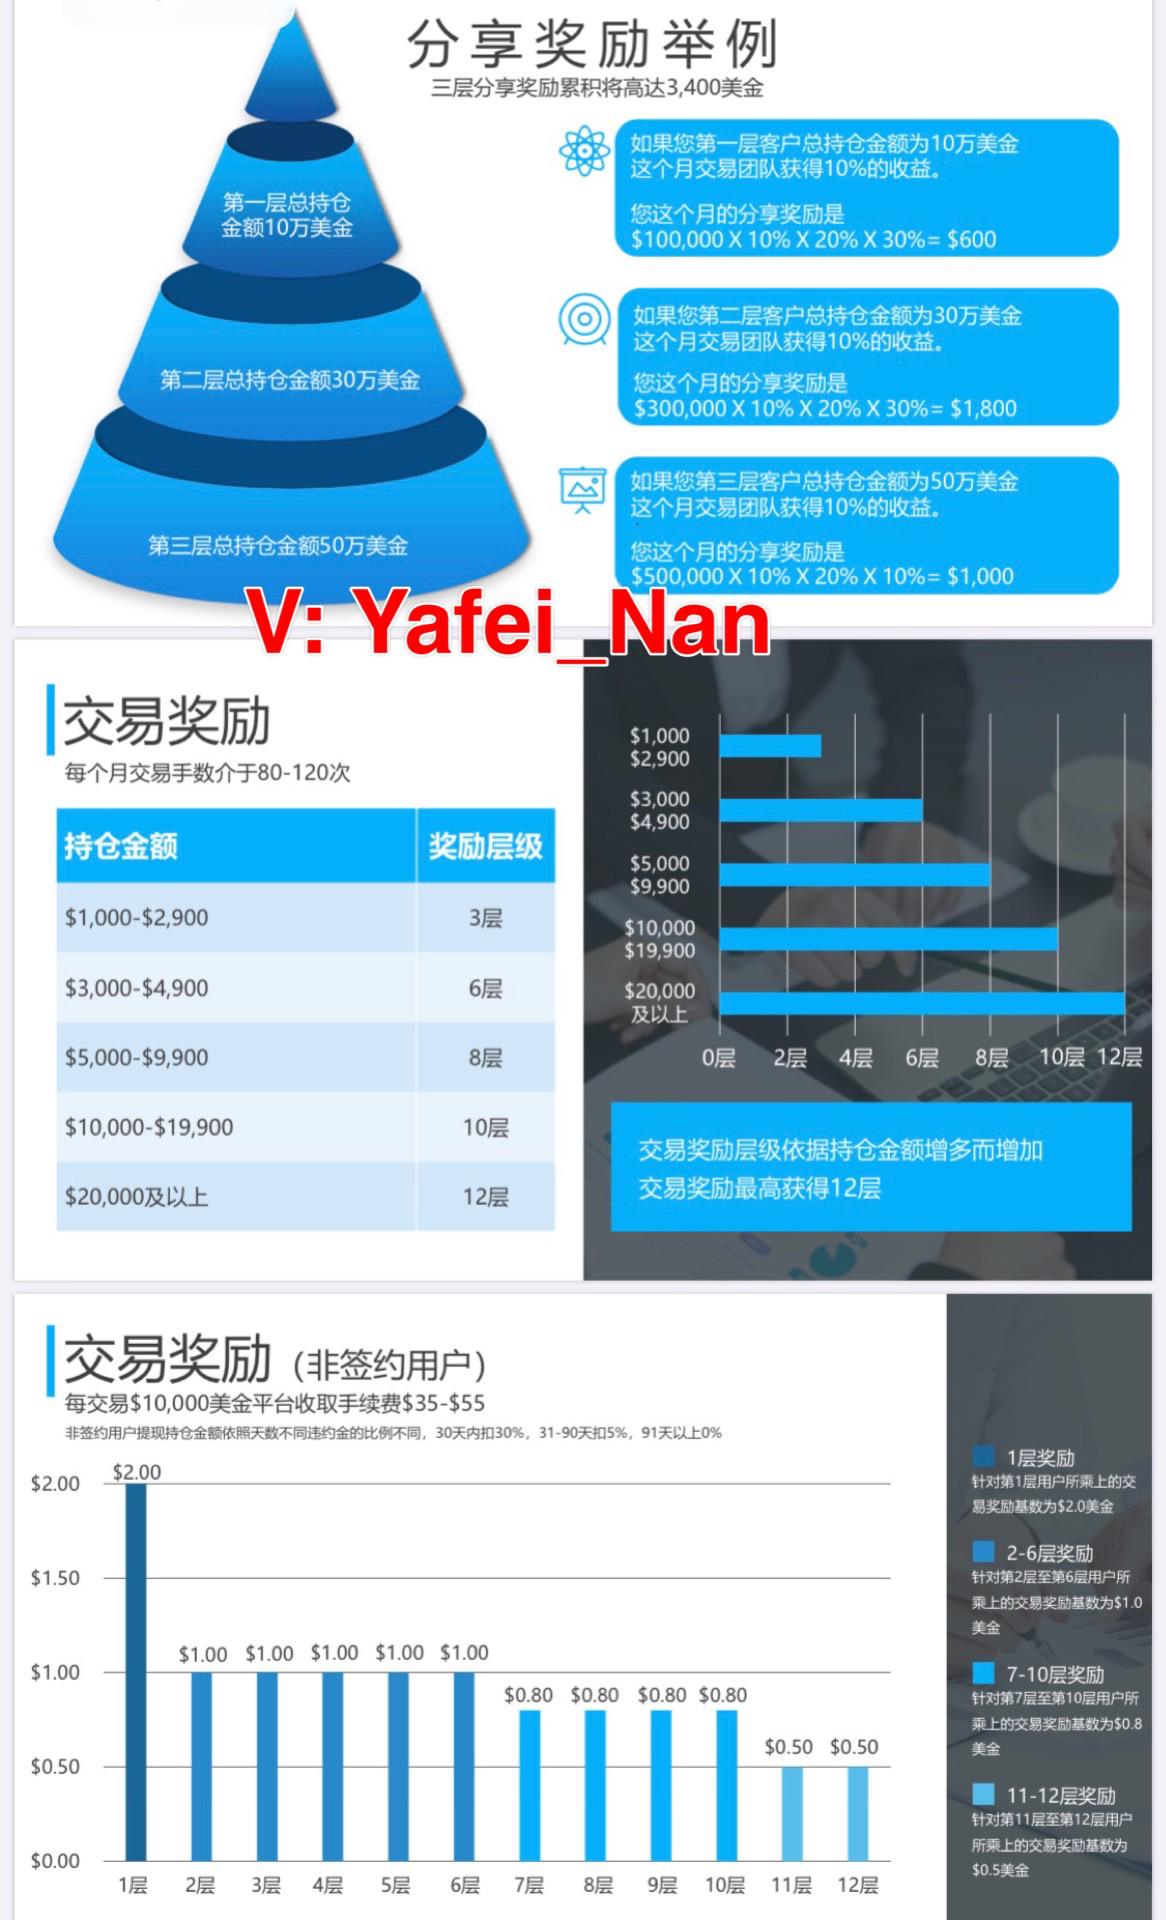 分享奖励举例
三层分享奖励累积将高达3,400美金
第一层总持仓
金额10万美金
第二层总持仓金额30万美金
第三层总持仓金额50万美金
如果您第一层客户总持仓金额为10万美金
这个月交易团队获得10%的收益。
您这个月的分享奖励是
$100,000 X 10% X 20% X 30%= $600
如果您第二层客户总持仓金额为30万美金
这个月交易团队获得10%的收益。
您这个月的分享奖励是
$300,000 X 10% X 20% X 30%= $1,800
如果您第三层客户总持仓金额为50万美金
这个月交易团队获得10%的收益。
您这个月的分享奖励是
$500,000 X 10% X 20% X 10%= $1,000
V: Yafei_Nan
交易奖励
每个月交易手数介于80-120次
持仓金额 奖励层级
$1,000-$2,900 3层
$3,000-$4,900 6层
$5,000-$9,900 8层
$10,000-$19,900 10层
$20,000及以上 12层
$1,000
$2,900
$3,000
$4,900
$5,000
$9,900
$10,000
$19,900
$20,000
及以上
0层 2层 4层 6层 8层 10层 12层
交易奖励层级依据持仓金额增多而增加
交易奖励最高获得12层
交易奖励（非签约用户）
每交易$10,000美金平台收取手续费$35-$55
非签约用户提现持仓金额依照天数不同违约金的比例不同，30天内扣30%，31-90天扣5%，91天以上0%
$2.00
$1.50
$1.00
$0.50
$0.00
$2.00
$1.00 $1.00 $1.00 $1.00 $1.00
$0.80 $0.80 $0.80 $0.80
$0.50 $0.50
1层 2层 3层 4层 5层 6层 7层 8层 9层 10层 11层 12层
1层奖励
针对第1层用户所乘上的交
易奖励基数为$2.0美金
2-6层奖励
针对第2层至第6层用户所
乘上的交易奖励基数为$1.0
美金
7-10层奖励
针对第7层至第10层用户所
乘上的交易奖励基数为$0.8
美金
11-12层奖励
针对第11层至第12层用户
所乘上的交易奖励基数为
$0.5美金